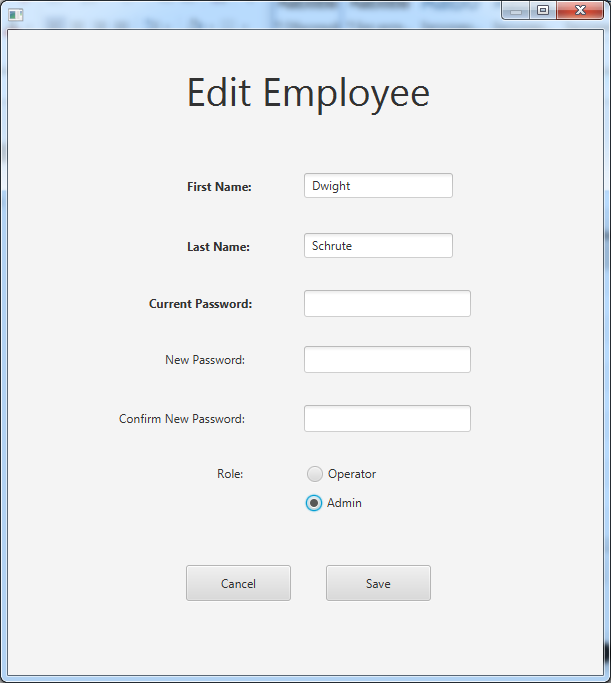 Edit Employee
First Name: Dwight
Last Name: Schrute
Current Password:
New Password:
Confirm New Password:
Role: Operator
Admin
Cancel Save